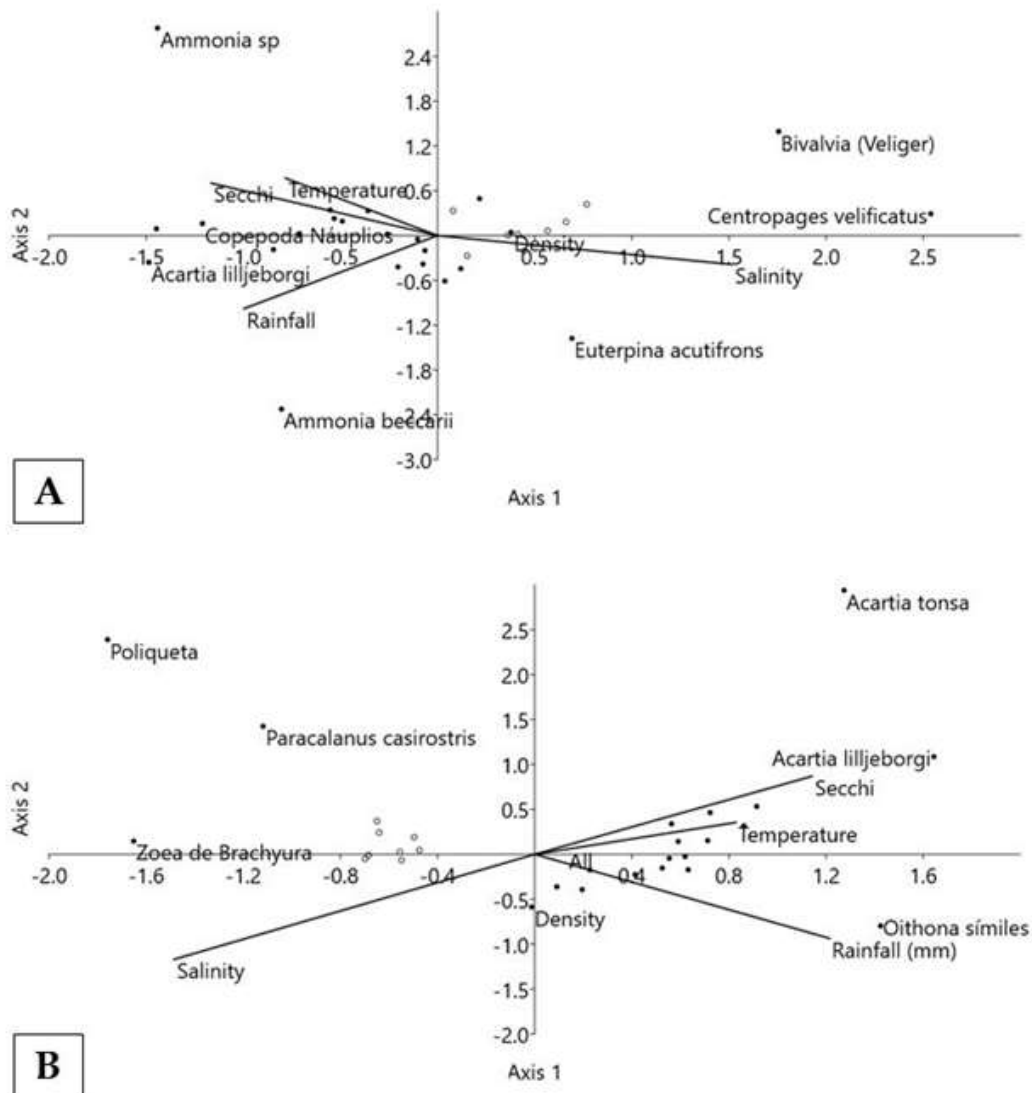 Ammonia sp
2.4
1.8
Bivalvia (Veliger)
1.2
Axis 2
Secchi
Temperature
0.6
Centropages velificatus
Copepoda Náuplios
Density
-2.0
-1.5
-1.0
-0.5
0.5
1.0
1.5
2.0
2.5
Acartia lilljeborgi
-0.6
Salinity
Rainfall
-1.2
Euterpina acutifrons
-1.8
Ammonia beccarii
-2.4
-3.0
A
Axis 1
Acartia tonsa
2.5
Poliqueta
2.0
Paracalanus casirostris
1.5
Acartia lilljeborgi
1.0
Secchi
Axis 2
0.5
Temperature
Zoea de Brachyura
All
-2.0
-1.6
-1.2
-0.8
-0.4
0.4
0.8
1.2
1.6
-0.5
Density
Oithona símiles
Rainfall (mm)
Salinity
-1.0
-1.5
-2.0
B
Axis 1